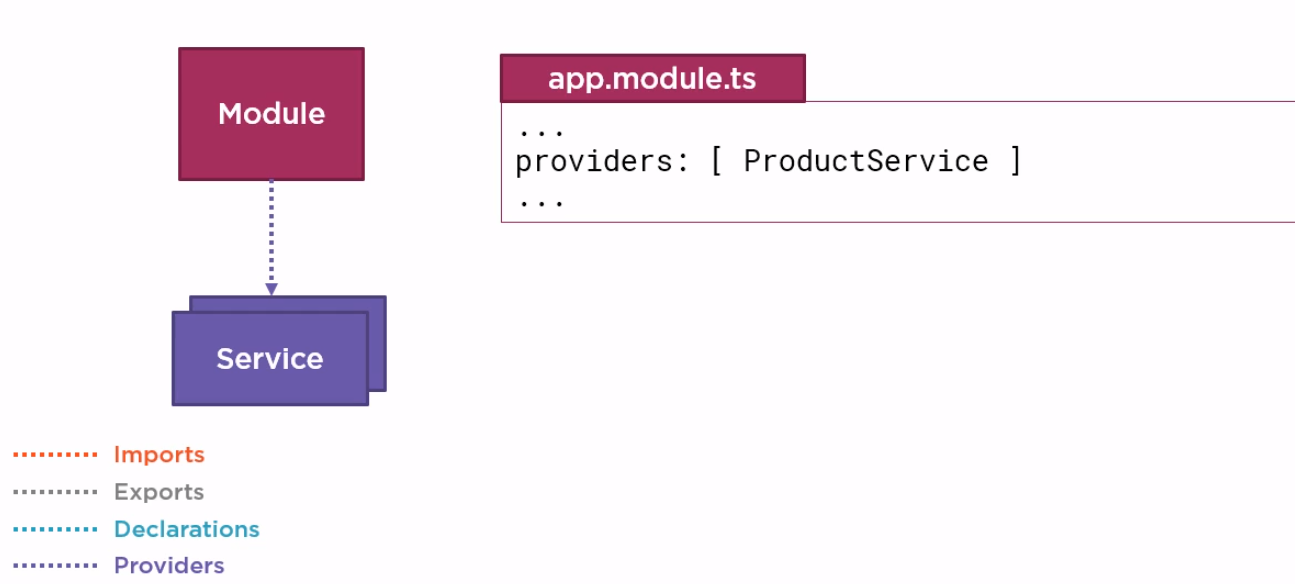 Module
app.module.ts
...
providers: [ ProductService ]
...
Service
Imports
Exports
Declarations
Providers